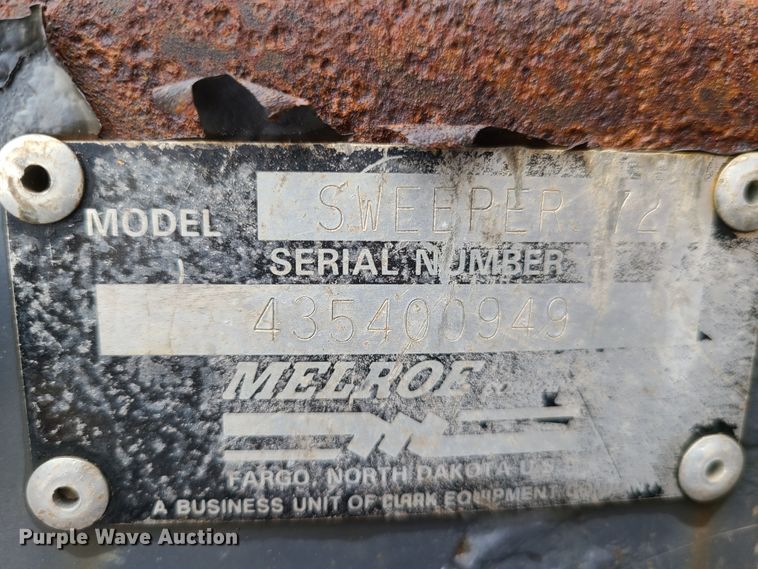 MODEL SWEEPER 72
SERIAL NUMBER
435400949
MELROE
FARGO, NORTH DAKOTA U.S.
A BUSINESS UNIT OF CLARK EQUIPMENT
Purple Wave Auction